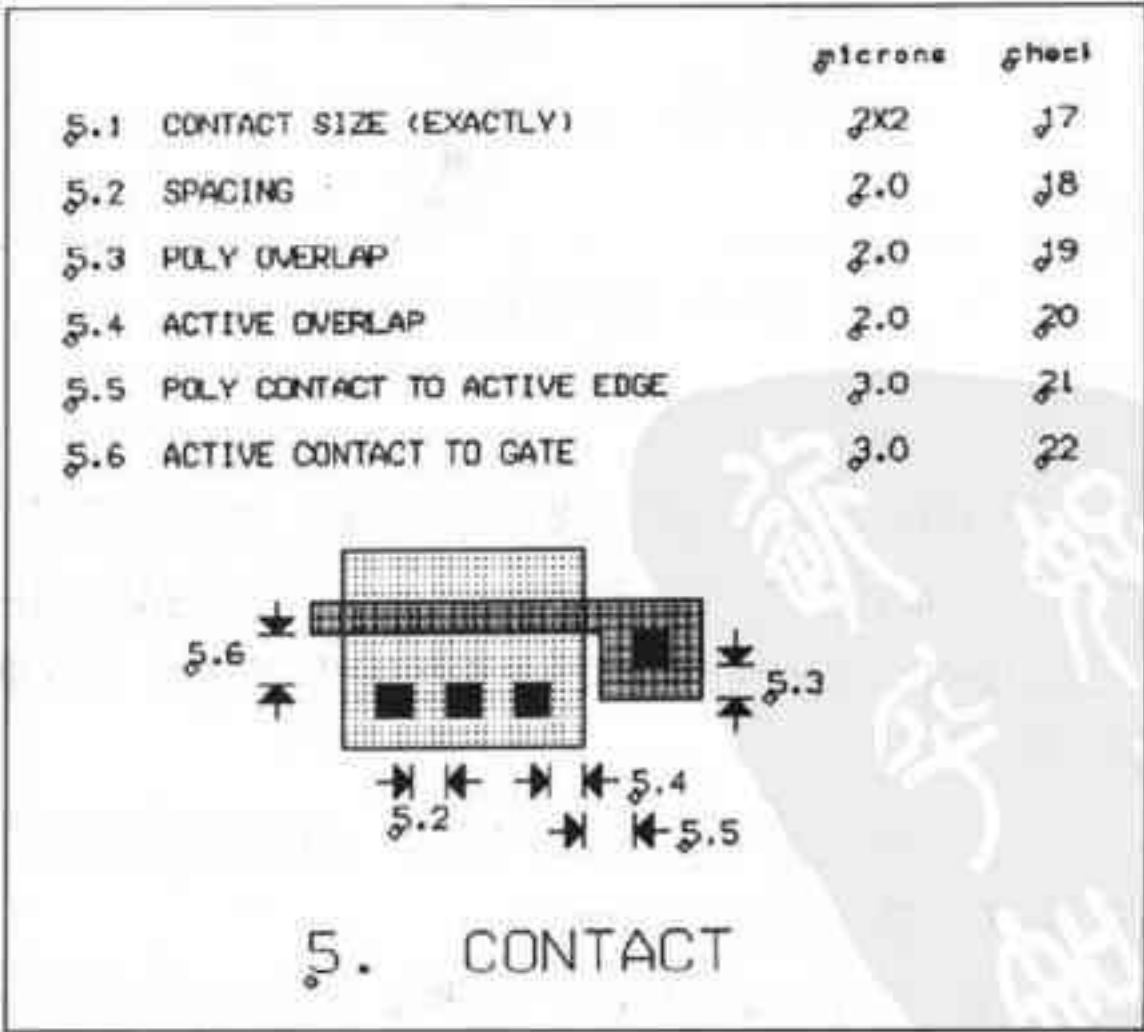 microns check
5.1 CONTACT SIZE (EXACTLY) 2X2 17
5.2 SPACING 2.0 18
5.3 POLY OVERLAP 2.0 19
5.4 ACTIVE OVERLAP 2.0 20
5.5 POLY CONTACT TO ACTIVE EDGE 3.0 21
5.6 ACTIVE CONTACT TO GATE 3.0 22
5.6
5.3
5.2
5.4
5.5
5. CONTACT